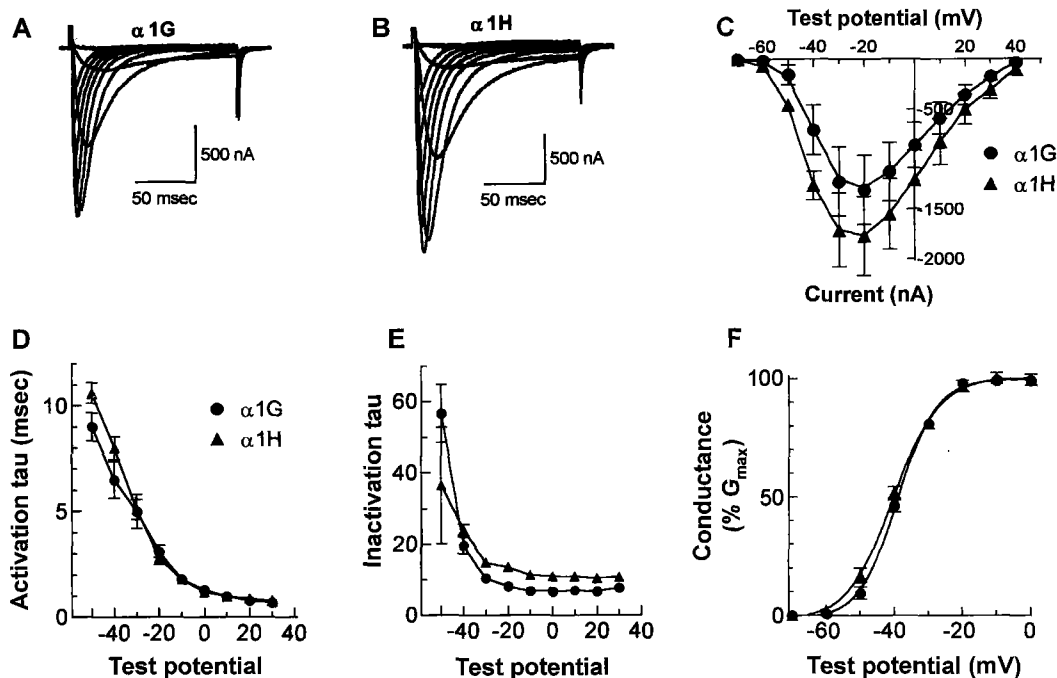 A
α 1G
500 nA
50 msec
B
α 1H
500 nA
50 msec
C
Test potential (mV)
-60 -40 -20 20 40
-500
-1500
-2000
Current (nA)
α1G
α1H
D
Activation tau (msec)
10
5
0
-40 -20 0 20 40
Test potential
α1G
α1H
E
Inactivation tau
60
40
20
0
-40 -20 0 20 40
Test potential
F
Conductance
(% Gmax)
100
50
0
-60 -40 -20 0
Test potential (mV)